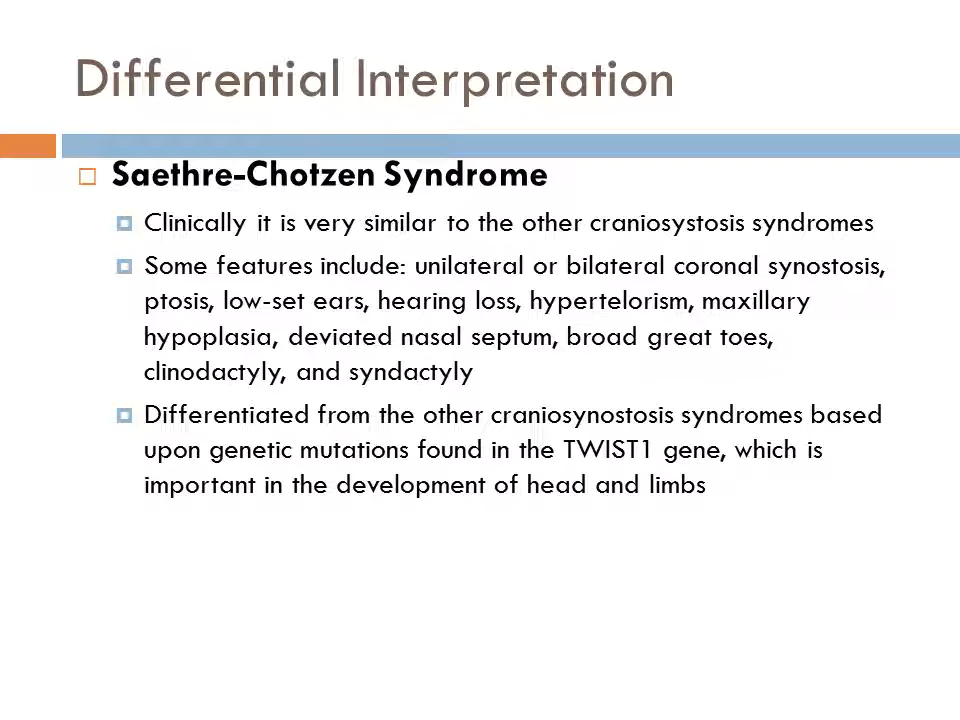 Differential Interpretation
Saethre-Chotzen Syndrome
Clinically it is very similar to the other craniosystosis syndromes
Some features include: unilateral or bilateral coronal synostosis,
ptosis, low-set ears, hearing loss, hypertelorism, maxillary
hypoplasia, deviated nasal septum, broad great toes,
clinodactyly, and syndactyly
Differentiated from the other craniosynostosis syndromes based
upon genetic mutations found in the TWIST1 gene, which is
important in the development of head and limbs